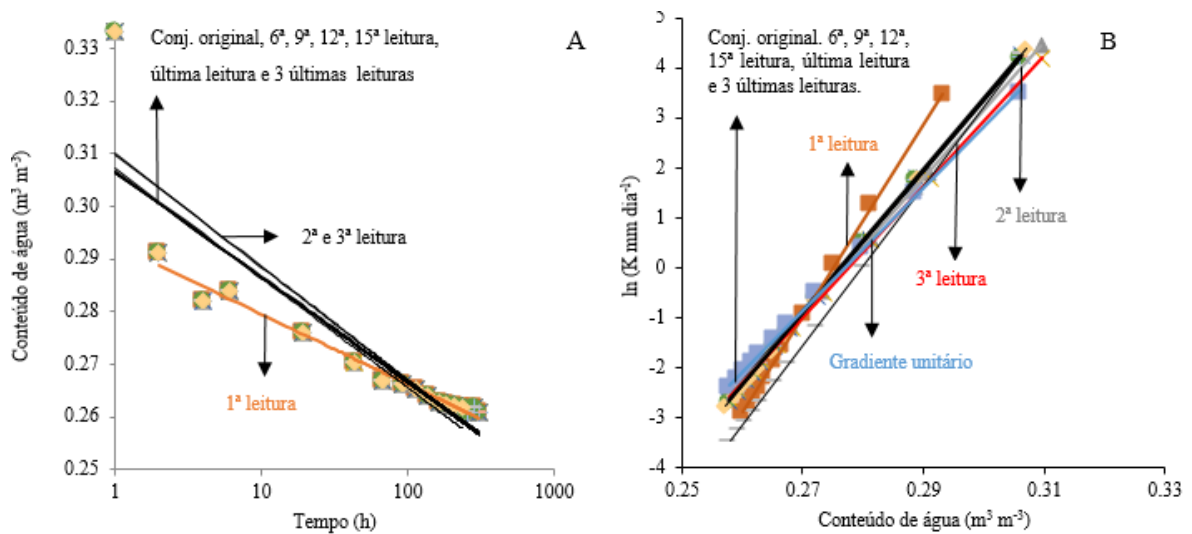 Conj. original, 6ª, 9ª, 12ª, 15ª leitura,
última leitura e 3 últimas leituras
A
0.33
0.32
0.31
0.30
0.29
0.28
0.27
0.26
0.25
Conteúdo de água (m³ m⁻³)
2ª e 3ª leitura
1ª leitura
1
10
100
1000
Tempo (h)
Conj. original. 6ª, 9ª, 12ª,
15ª leitura, última leitura
e 3 últimas leituras.
B
5
4
3
2
1
0
-1
-2
-3
-4
ln (K mm dia⁻¹)
1ª leitura
2ª leitura
3ª leitura
Gradiente unitário
0.25
0.27
0.29
0.31
0.33
Conteúdo de água (m³ m⁻³)